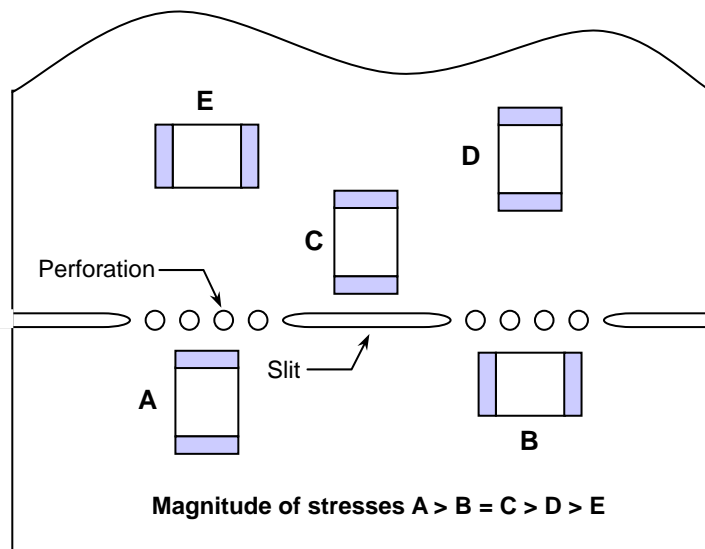 E
D
C
Perforation
Slit
A
B
Magnitude of stresses A > B = C > D > E